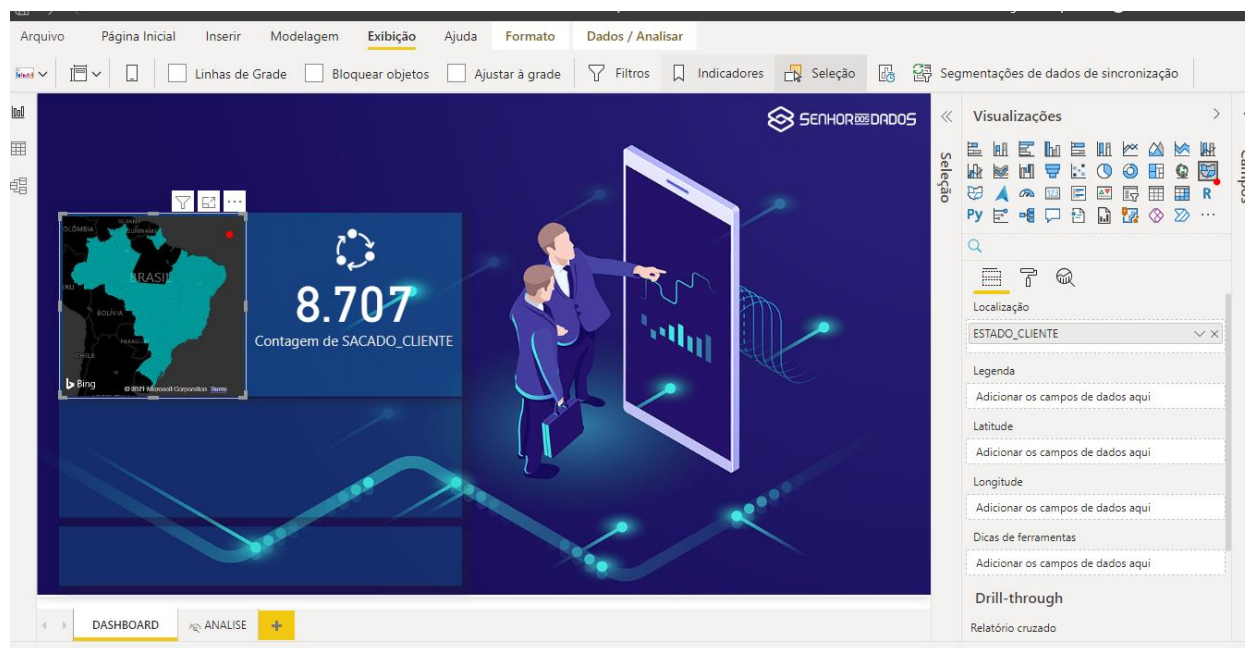 Arquivo Página Inicial Inserir Modelagem Exibição Ajuda Formato Dados / Analisar
Linhas de Grade Bloquear objetos Ajustar à grade Filtros Indicadores Seleção Segmentações de dados de sincronização
SENHOR DOS DADOS
BRASIL
BOLÍVIA
CHILE
Bing
© 2021 Microsoft Corporation Terms
8.707
Contagem de SACADO_CLIENTE
Seleção
Visualizações
R
Py
Localização
ESTADO_CLIENTE
Legenda
Adicionar os campos de dados aqui
Latitude
Adicionar os campos de dados aqui
Longitude
Adicionar os campos de dados aqui
Dicas de ferramentas
Adicionar os campos de dados aqui
Drill-through
Relatório cruzado
Campos
DASHBOARD ANALISE +